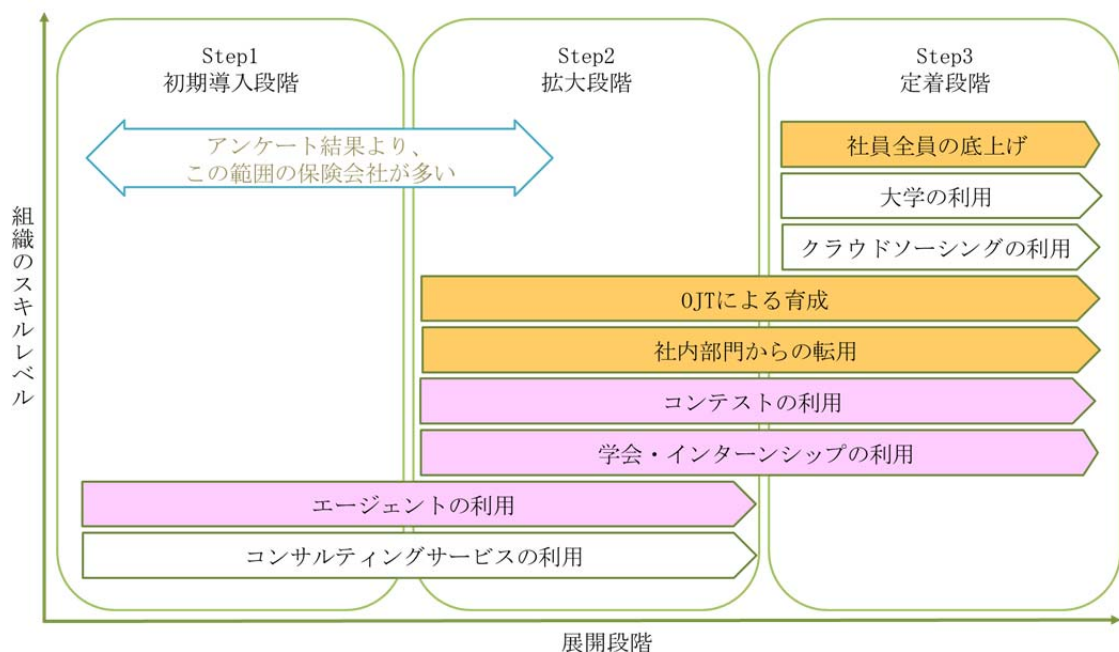 Step1
初期導入段階
Step2
拡大段階
Step3
定着段階
アンケート結果より、
この範囲の保険会社が多い
社員全員の底上げ
大学の利用
クラウドソーシングの利用
OJTによる育成
社内部門からの転用
コンテストの利用
学会・インターンシップの利用
エージェントの利用
コンサルティングサービスの利用
組織のスキルレベル
展開段階